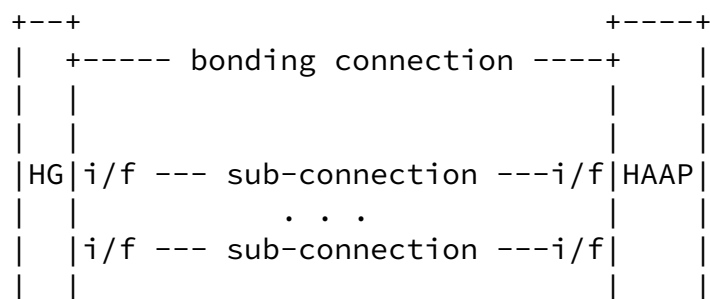 +--+                            +----+
|  +----- bonding connection ----+    |
|  |                             |    |
|  |                             |    |
|HG|i/f --- sub-connection ---i/f|HAAP|
|  |           . . .             |    |
|  |i/f --- sub-connection ---i/f|    |
|  |                             |    |